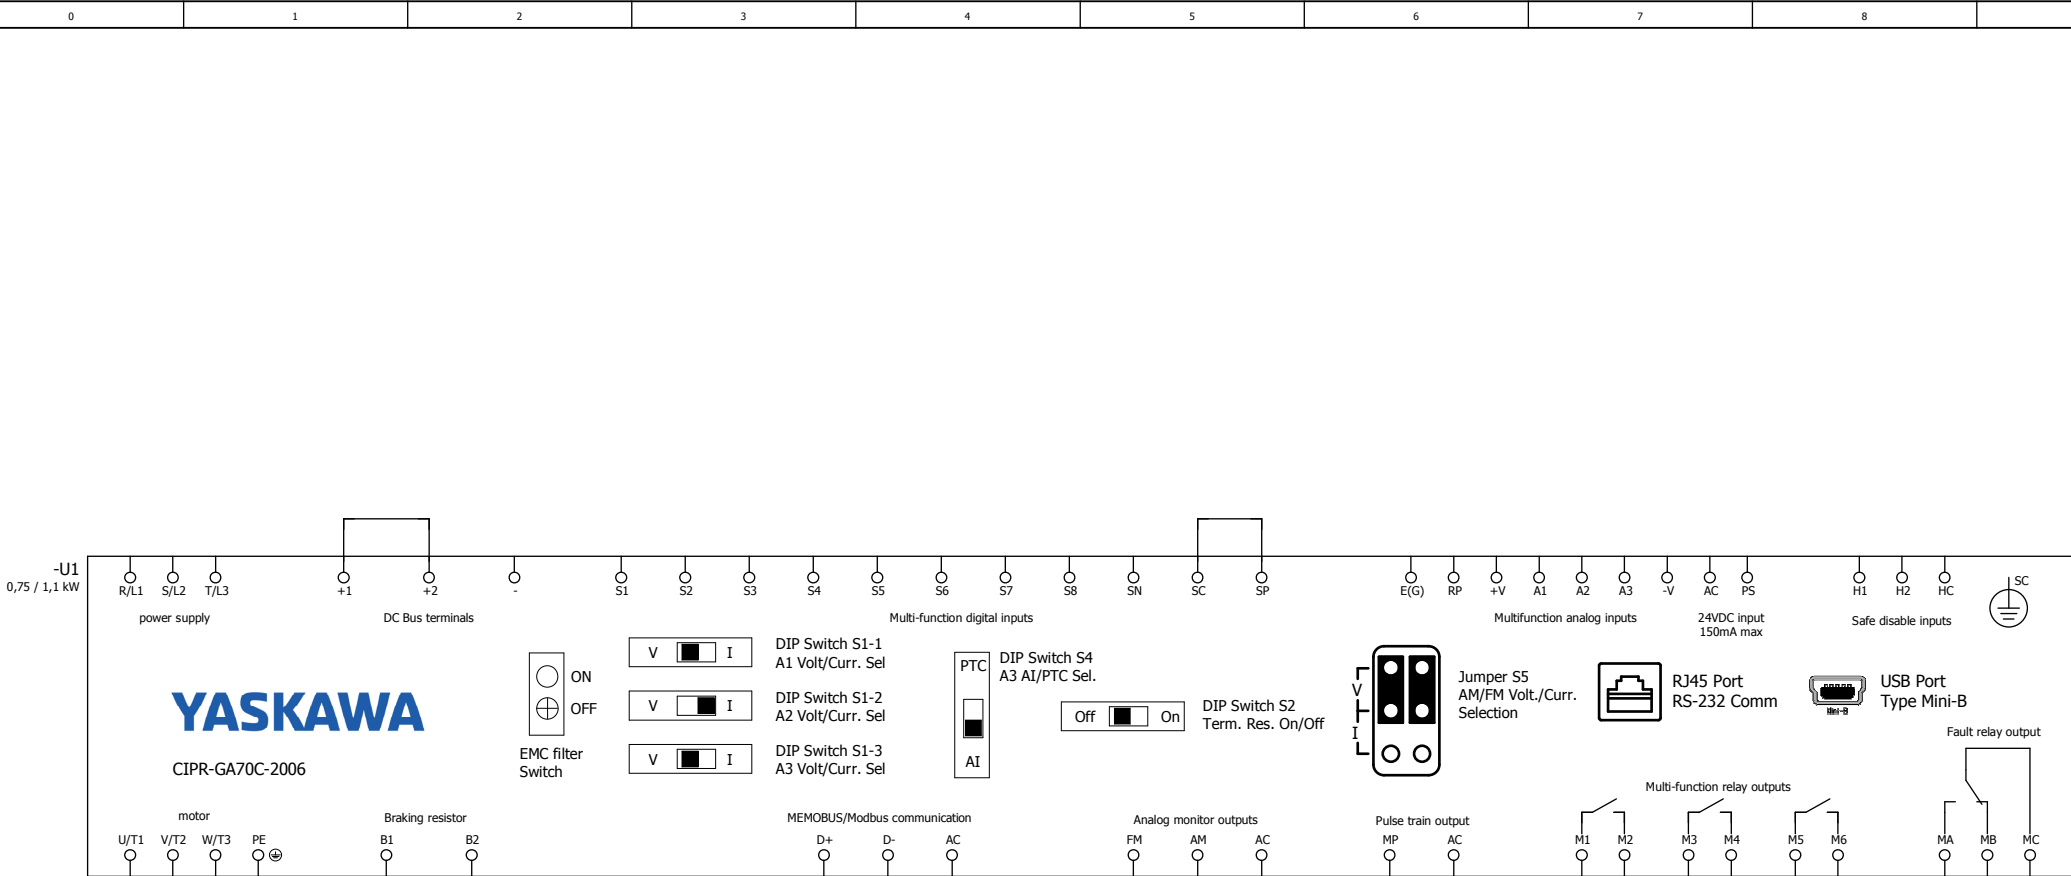 0 1 2 3 4 5 6 7 8
-U1
0,75 / 1,1 kW
R/L1 S/L2 T/L3 +1 +2 - S1 S2 S3 S4 S5 S6 S7 S8 SN SC SP E(G) RP +V A1 A2 A3 -V AC PS H1 H2 HC SC
power supply DC Bus terminals Multi-function digital inputs Multifunction analog inputs 24VDC input Safe disable inputs
150mA max
V I
DIP Switch S1-1
A1 Volt/Curr. Sel
V I
DIP Switch S1-2
A2 Volt/Curr. Sel
V I
DIP Switch S1-3
A3 Volt/Curr. Sel
ON
OFF
EMC filter
Switch
PTC
AI
DIP Switch S4
A3 AI/PTC Sel.
Off On
DIP Switch S2
Term. Res. On/Off
V
I
Jumper S5
AM/FM Volt./Curr.
Selection
RJ45 Port
RS-232 Comm
Mini-B
USB Port
Type Mini-B
YASKAWA
CIPR-GA70C-2006
Fault relay output
Multi-function relay outputs
motor Braking resistor MEMOBUS/Modbus communication Analog monitor outputs Pulse train output
U/T1 V/T2 W/T3 PE B1 B2 D+ D- AC FM AM AC MP AC M1 M2 M3 M4 M5 M6 MA MB MC